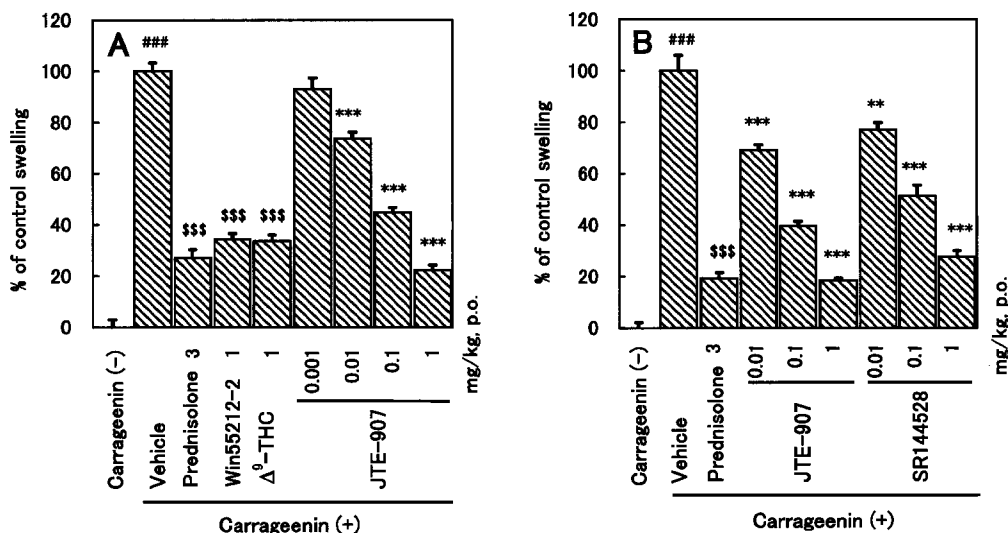 A
% of control swelling
120
100
80
60
40
20
0
###
$$$
$$$
$$$
***
***
***
Carrageenin (−)
Vehicle
Prednisolone 3
Win55212-2 1
Δ⁹-THC 1
0.001
0.01
0.1
1
mg/kg, p.o.
JTE-907
Carrageenin (+)
B
% of control swelling
120
100
80
60
40
20
0
###
$$$
***
***
***
**
***
***
Carrageenin (−)
Vehicle
Prednisolone 3
0.01
0.1
1
0.01
0.1
1
mg/kg, p.o.
JTE-907
SR144528
Carrageenin (+)